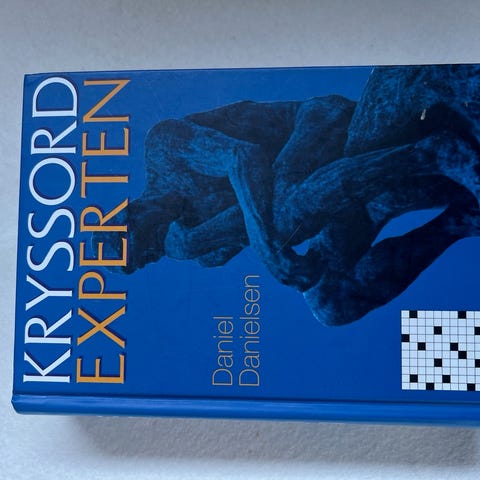 KRYSSORD
EXPERTEN
Daniel
Danielsen